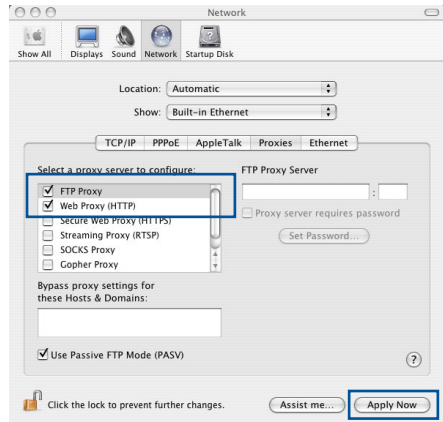 Network
Show All Displays Sound Network Startup Disk
Location: Automatic
Show: Built-in Ethernet
TCP/IP PPPoE AppleTalk Proxies Ethernet
Select a proxy server to configure: FTP Proxy Server
FTP Proxy :
Web Proxy (HTTP) Proxy server requires password
Secure Web Proxy (HTTPS)
Streaming Proxy (RTSP) Set Password...
SOCKS Proxy
Gopher Proxy
Bypass proxy settings for
these Hosts & Domains:
Use Passive FTP Mode (PASV) ?
Click the lock to prevent further changes. Assist me... Apply Now